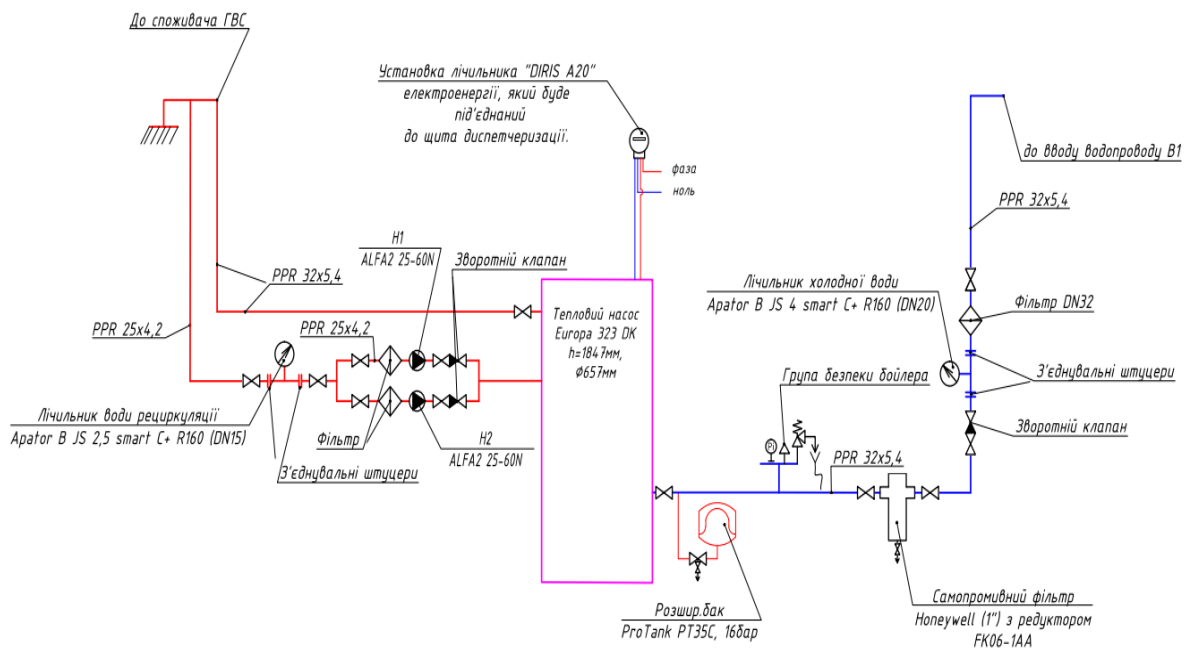 До споживача ГВС
Установка лічильника "DIRIS A20"
електроенергії, який буде
під'єднаний
до щита диспетчеризації.
фаза
ноль
до вводу водопроводу В1
PPR 32x5,4
Н1
ALFA2 25-60N
Зворотній клапан
PPR 32x5,4
PPR 25x4,2
PPR 25x4,2
Тепловий насос
Europa 323 DK
h=1847мм,
Ф657мм
Лічильник холодної води
Apator B JS 4 smart C+ R160 (DN20)
Фільтр DN32
З'єднувальні штуцери
Група безпеки бойлера
Зворотній клапан
Лічильник води рециркуляції
Apator B JS 2,5 smart C+ R160 (DN15)
Фільтр
Н2
ALFA2 25-60N
З'єднувальні штуцери
PI
PPR 32x5,4
Розшир.бак
ProTank PT35C, 16бар
Самопромивний фільтр
Honeywell (1") з редуктором
FK06-1AA